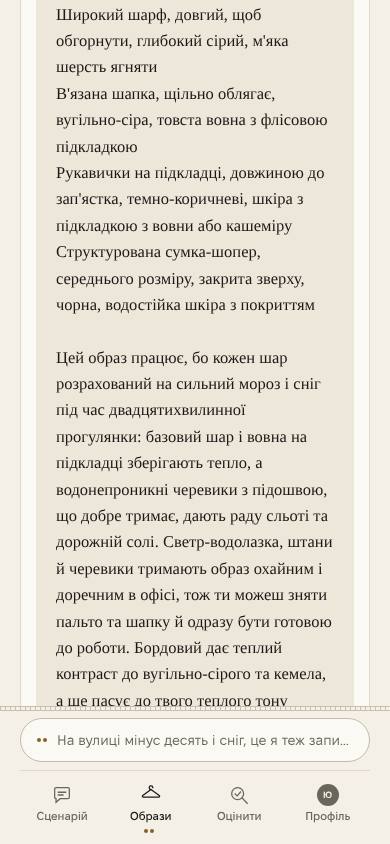 Широкий шарф, довгий, щоб
обгорнути, глибокий сірий, м'яка
шерсть ягняти
В'язана шапка, щільно облягає,
вугільно-сіра, товста вовна з флісовою
підкладкою
Рукавички на підкладці, довжиною до
зап'ястка, темно-коричневі, шкіра з
підкладкою з вовни або кашеміру
Структурована сумка-шопер,
середнього розміру, закрита зверху,
чорна, водостійка шкіра з покриттям
Цей образ працює, бо кожен шар
розрахований на сильний мороз і сніг
під час двадцятихвилинної
прогулянки: базовий шар і вовна на
підкладці зберігають тепло, а
водонепроникні черевики з підошвою,
що добре тримає, дають раду сльоті та
дорожній солі. Светр-водолазка, штани
й черевики тримають образ охайним і
доречним в офісі, тож ти можеш зняти
пальто та шапку й одразу бути готовою
до роботи. Бордовий дає теплий
контраст до вугільно-сірого та кемела,
а ще пасує до твого теплого тону
На вулиці мінус десять і сніг, це я теж запи...
Сценарій
Образи
Оцінити
Ю
Профіль